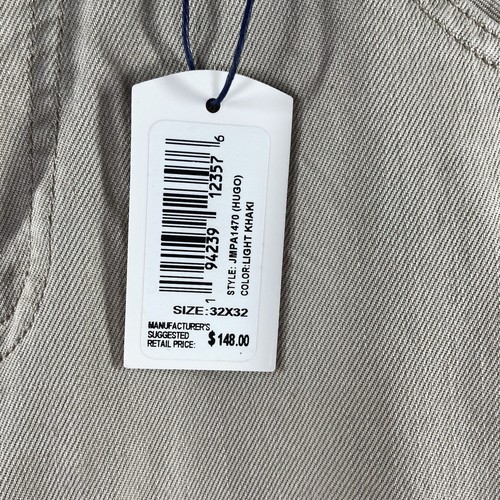 1 94239 12357 6
STYLE: JMPA1470 (HUGO)
COLOR:LIGHT KHAKI
SIZE:32X32
MANUFACTURER'S
SUGGESTED
RETAIL PRICE:
$148.00